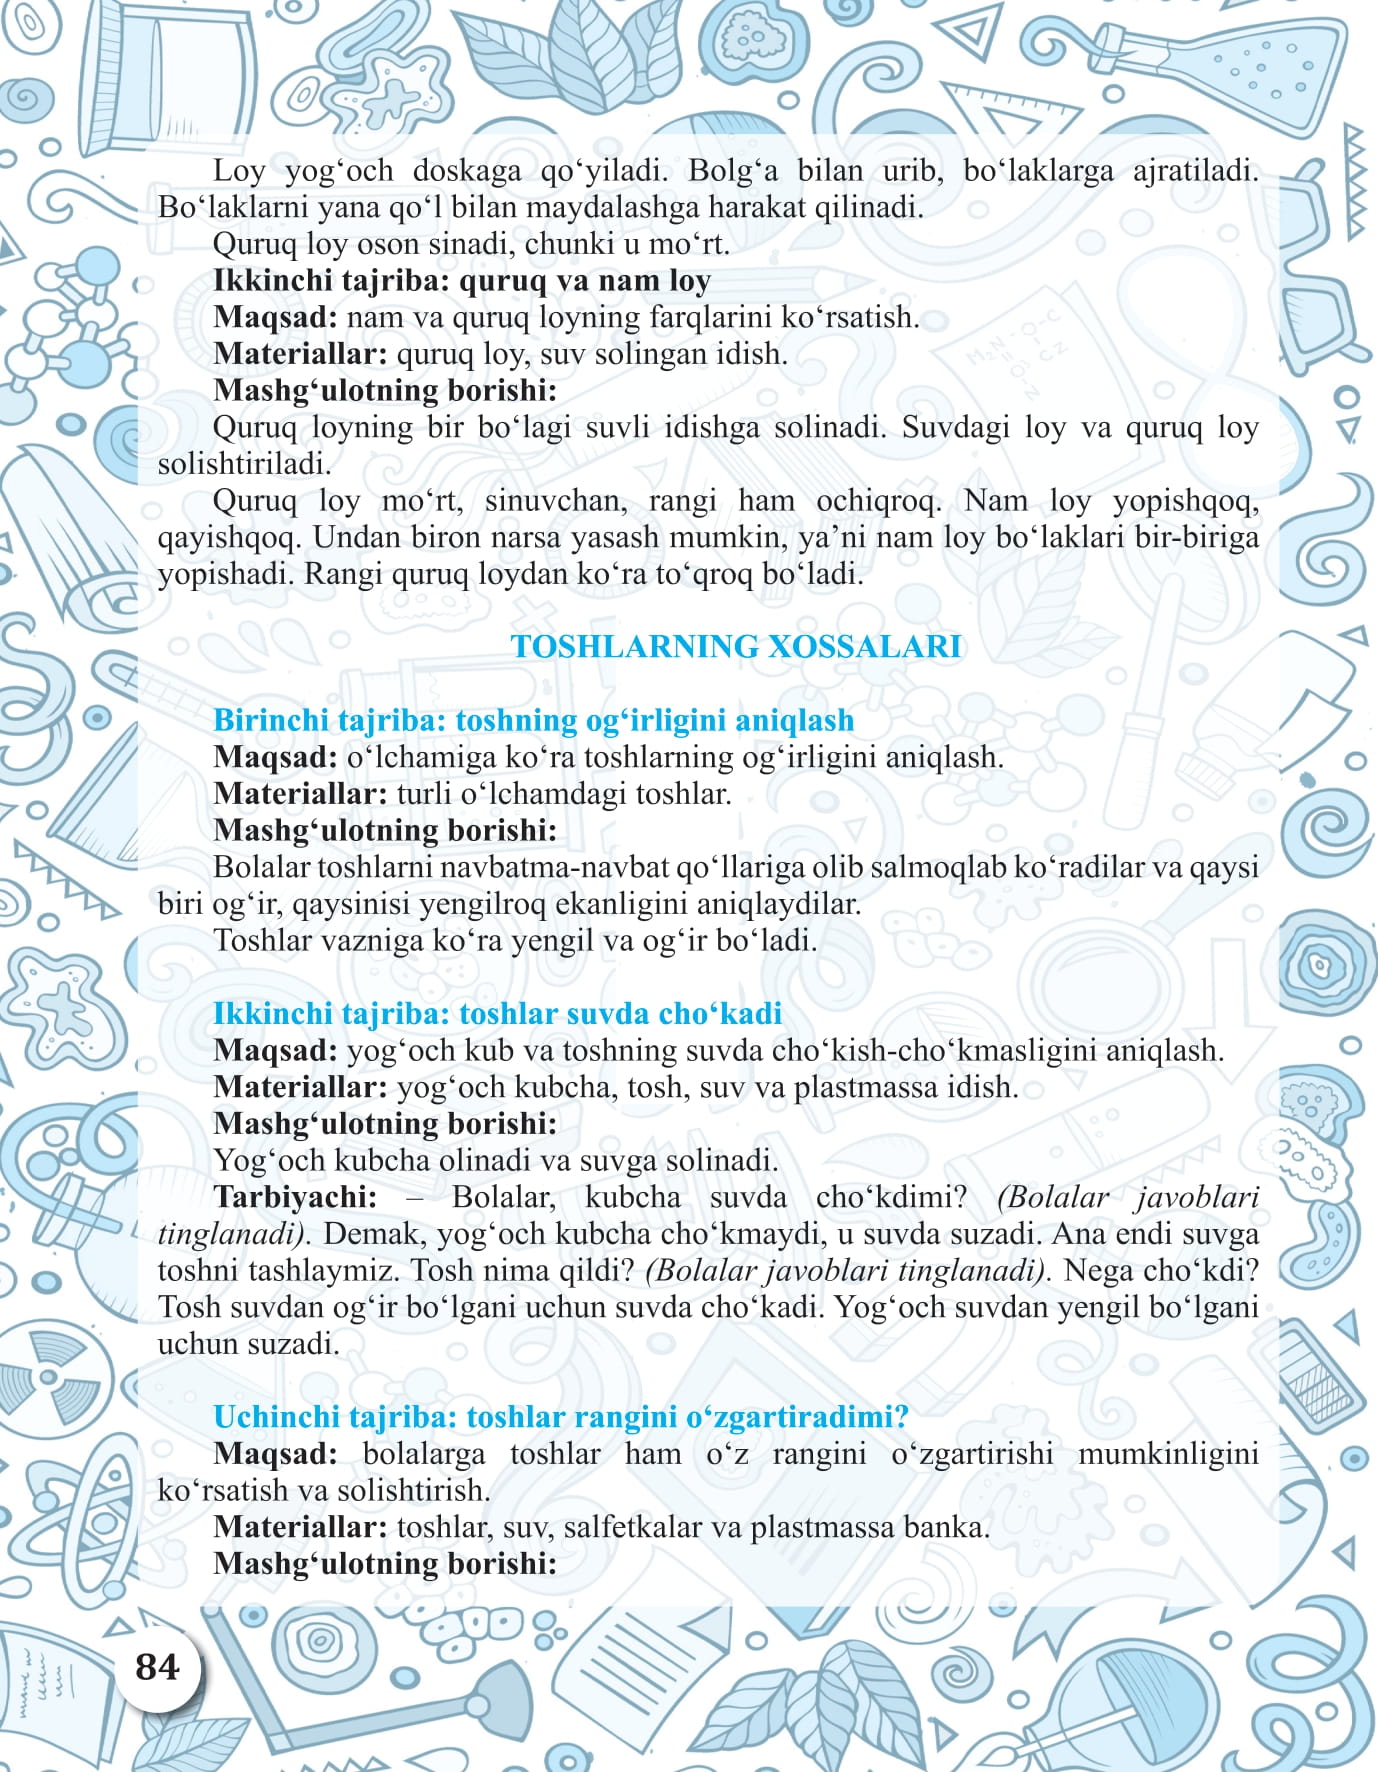 Loy yog‘och doskaga qo‘yiladi. Bolg‘a bilan urib, bo‘laklarga ajratiladi.
Bo‘laklarni yana qo‘l bilan maydalashga harakat qilinadi.
Quruq loy oson sinadi, chunki u mo‘rt.
Ikkinchi tajriba: quruq va nam loy
Maqsad: nam va quruq loyning farqlarini ko‘rsatish.
Materiallar: quruq loy, suv solingan idish.
Mashg‘ulotning borishi:
Quruq loyning bir bo‘lagi suvli idishga solinadi. Suvdagi loy va quruq loy
solishtiriladi.
Quruq loy mo‘rt, sinuvchan, rangi ham ochiqroq. Nam loy yopishqoq,
qayishqoq. Undan biron narsa yasash mumkin, ya’ni nam loy bo‘laklari bir-biriga
yopishadi. Rangi quruq loydan ko‘ra to‘qroq bo‘ladi.
TOSHLARNING XOSSALARI
Birinchi tajriba: toshning og‘irligini aniqlash
Maqsad: o‘lchamiga ko‘ra toshlarning og‘irligini aniqlash.
Materiallar: turli o‘lchamdagi toshlar.
Mashg‘ulotning borishi:
Bolalar toshlarni navbatma-navbat qo‘llariga olib salmoqlab ko‘radilar va qaysi
biri og‘ir, qaysinisi yengilroq ekanligini aniqlaydilar.
Toshlar vazniga ko‘ra yengil va og‘ir bo‘ladi.
Ikkinchi tajriba: toshlar suvda cho‘kadi
Maqsad: yog‘och kub va toshning suvda cho‘kish-cho‘kmasligini aniqlash.
Materiallar: yog‘och kubcha, tosh, suv va plastmassa idish.
Mashg‘ulotning borishi:
Yog‘och kubcha olinadi va suvga solinadi.
Tarbiyachi: – Bolalar, kubcha suvda cho‘kdimi? (Bolalar javoblari
tinglanadi). Demak, yog‘och kubcha cho‘kmaydi, u suvda suzadi. Ana endi suvga
toshni tashlaymiz. Tosh nima qildi? (Bolalar javoblari tinglanadi). Nega cho‘kdi?
Tosh suvdan og‘ir bo‘lgani uchun suvda cho‘kadi. Yog‘och suvdan yengil bo‘lgani
uchun suzadi.
Uchinchi tajriba: toshlar rangini o‘zgartiradimi?
Maqsad: bolalarga toshlar ham o‘z rangini o‘zgartirishi mumkinligini
ko‘rsatish va solishtirish.
Materiallar: toshlar, suv, salfetkalar va plastmassa banka.
Mashg‘ulotning borishi:
84